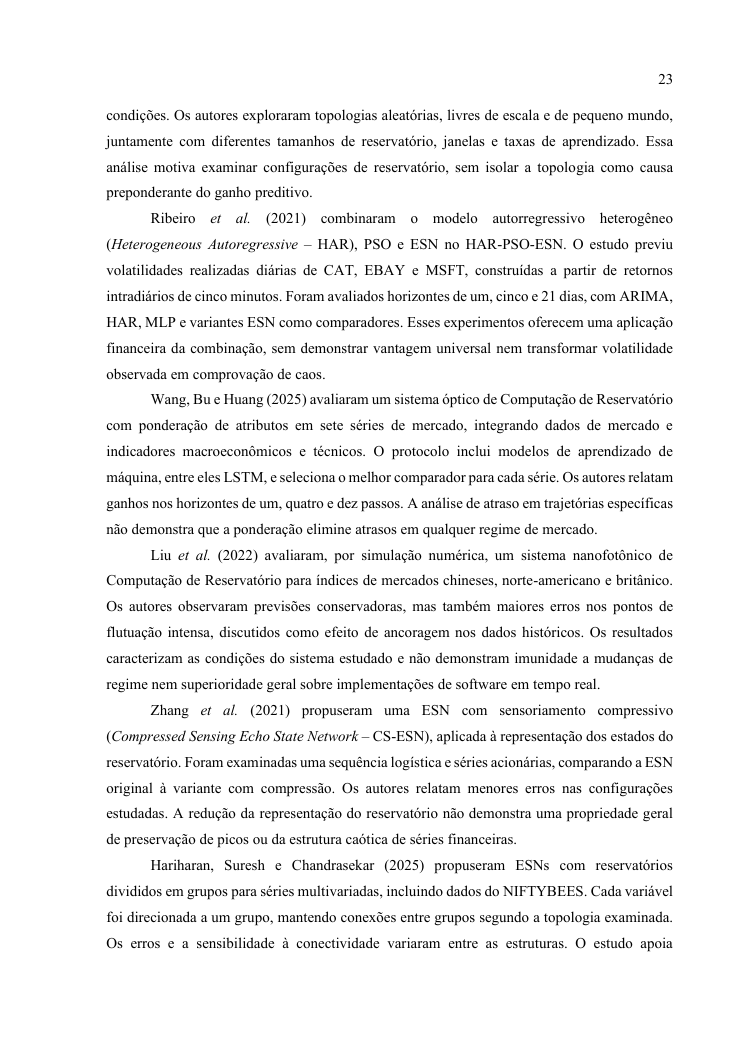 23
condições. Os autores exploraram topologias aleatórias, livres de escala e de pequeno mundo,
juntamente com diferentes tamanhos de reservatório, janelas e taxas de aprendizado. Essa
análise motiva examinar configurações de reservatório, sem isolar a topologia como causa
preponderante do ganho preditivo.
Ribeiro et al. (2021) combinaram o modelo autorregressivo heterogêneo
(Heterogeneous Autoregressive – HAR), PSO e ESN no HAR-PSO-ESN. O estudo previu
volatilidades realizadas diárias de CAT, EBAY e MSFT, construídas a partir de retornos
intradiários de cinco minutos. Foram avaliados horizontes de um, cinco e 21 dias, com ARIMA,
HAR, MLP e variantes ESN como comparadores. Esses experimentos oferecem uma aplicação
financeira da combinação, sem demonstrar vantagem universal nem transformar volatilidade
observada em comprovação de caos.
Wang, Bu e Huang (2025) avaliaram um sistema óptico de Computação de Reservatório
com ponderação de atributos em sete séries de mercado, integrando dados de mercado e
indicadores macroeconômicos e técnicos. O protocolo inclui modelos de aprendizado de
máquina, entre eles LSTM, e seleciona o melhor comparador para cada série. Os autores relatam
ganhos nos horizontes de um, quatro e dez passos. A análise de atraso em trajetórias específicas
não demonstra que a ponderação elimine atrasos em qualquer regime de mercado.
Liu et al. (2022) avaliaram, por simulação numérica, um sistema nanofotônico de
Computação de Reservatório para índices de mercados chineses, norte-americano e britânico.
Os autores observaram previsões conservadoras, mas também maiores erros nos pontos de
flutuação intensa, discutidos como efeito de ancoragem nos dados históricos. Os resultados
caracterizam as condições do sistema estudado e não demonstram imunidade a mudanças de
regime nem superioridade geral sobre implementações de software em tempo real.
Zhang et al. (2021) propuseram uma ESN com sensoriamento compressivo
(Compressed Sensing Echo State Network – CS-ESN), aplicada à representação dos estados do
reservatório. Foram examinadas uma sequência logística e séries acionárias, comparando a ESN
original à variante com compressão. Os autores relatam menores erros nas configurações
estudadas. A redução da representação do reservatório não demonstra uma propriedade geral
de preservação de picos ou da estrutura caótica de séries financeiras.
Hariharan, Suresh e Chandrasekar (2025) propuseram ESNs com reservatórios
divididos em grupos para séries multivariadas, incluindo dados do NIFTYBEES. Cada variável
foi direcionada a um grupo, mantendo conexões entre grupos segundo a topologia examinada.
Os erros e a sensibilidade à conectividade variaram entre as estruturas. O estudo apoia